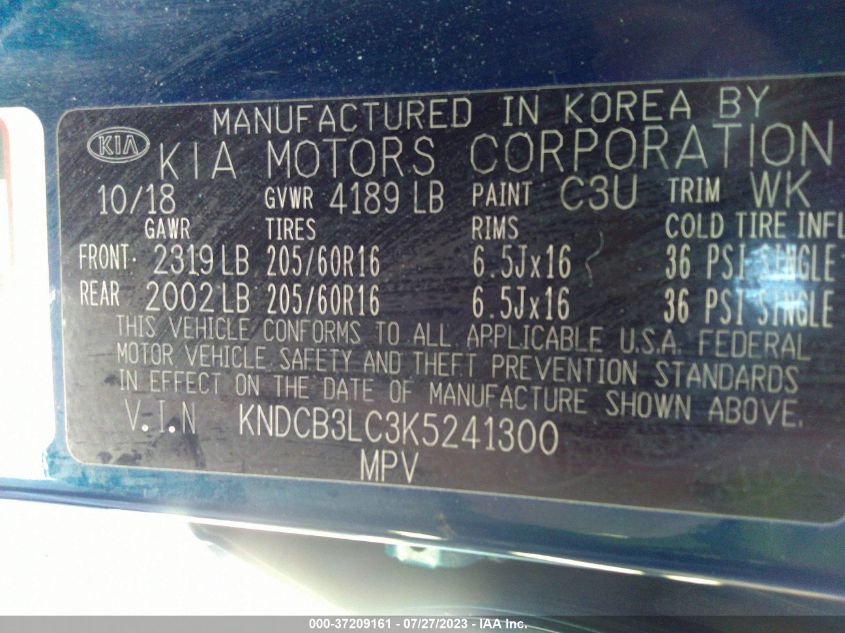 MANUFACTURED IN KOREA BY
KIA KIA MOTORS CORPORATION
10/18 GVWR 4189 LB PAINT C3U TRIM WK
GAWR TIRES RIMS COLD TIRE INFL
FRONT 2319 LB 205/60R16 6.5Jx16 36 PSI SINGLE
REAR 2002 LB 205/60R16 6.5Jx16 36 PSI SINGLE
THIS VEHICLE CONFORMS TO ALL APPLICABLE U.S.A. FEDERAL
MOTOR VEHICLE SAFETY AND THEFT PREVENTION STANDARDS
IN EFFECT ON THE DATE OF MANUFACTURE SHOWN ABOVE.
V.I.N KNDCB3LC3K5241300
MPV
000-37209161 - 07/27/2023 - IAA Inc.